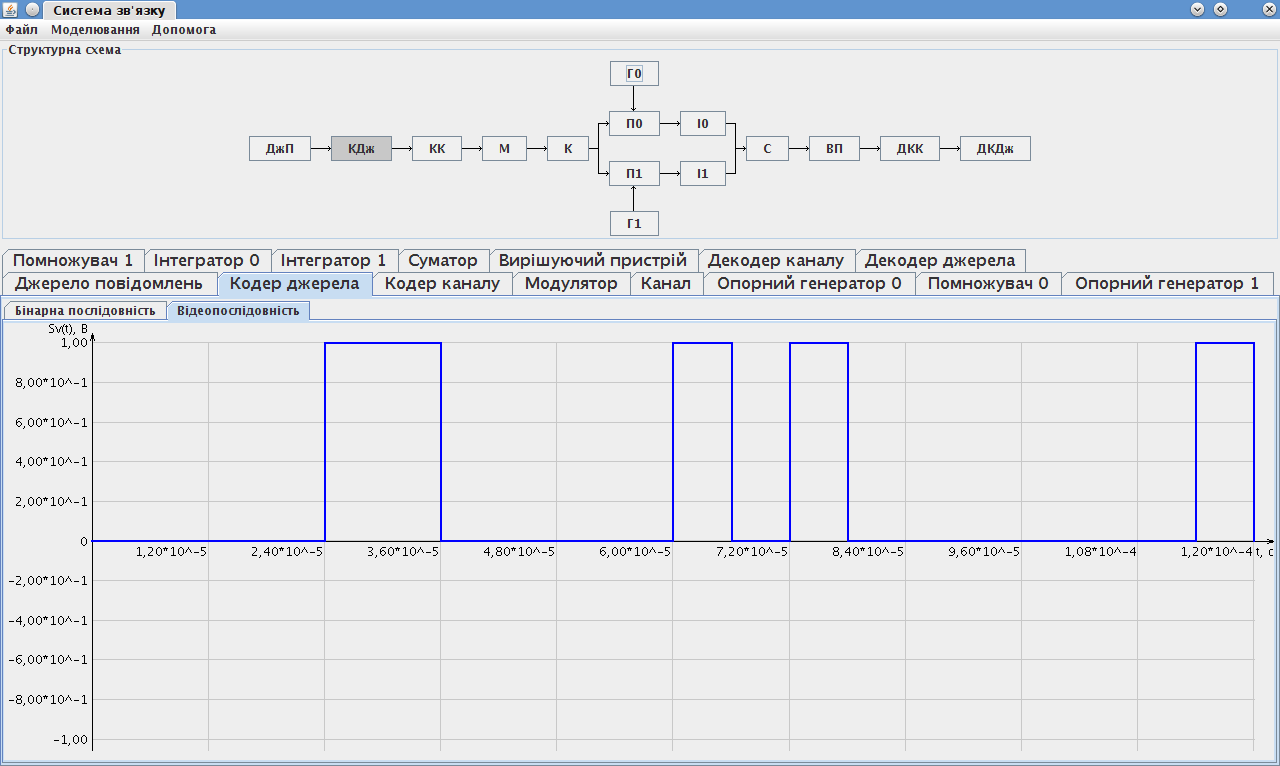 Система зв'язку
Файл Моделювання Допомога
Структурна схема
Г0
П0 І0
ДжП КДж КК М К С ВП ДКК ДКДж
П1 І1
Г1
Помножувач 1 Інтегратор 0 Інтегратор 1 Суматор Вирішуючий пристрій Декодер каналу Декодер джерела
Джерело повідомлень Кодер джерела Кодер каналу Модулятор Канал Опорний генератор 0 Помножувач 0 Опорний генератор 1
Бінарна послідовність Відеопослідовність
Sv(t), В
1,00
8,00*10^-1
6,00*10^-1
4,00*10^-1
2,00*10^-1
0
1,20*10^-5 2,40*10^-5 3,60*10^-5 4,80*10^-5 6,00*10^-5 7,20*10^-5 8,40*10^-5 9,60*10^-5 1,08*10^-4 1,20*10^-4 t, с
-2,00*10^-1
-4,00*10^-1
-6,00*10^-1
-8,00*10^-1
-1,00